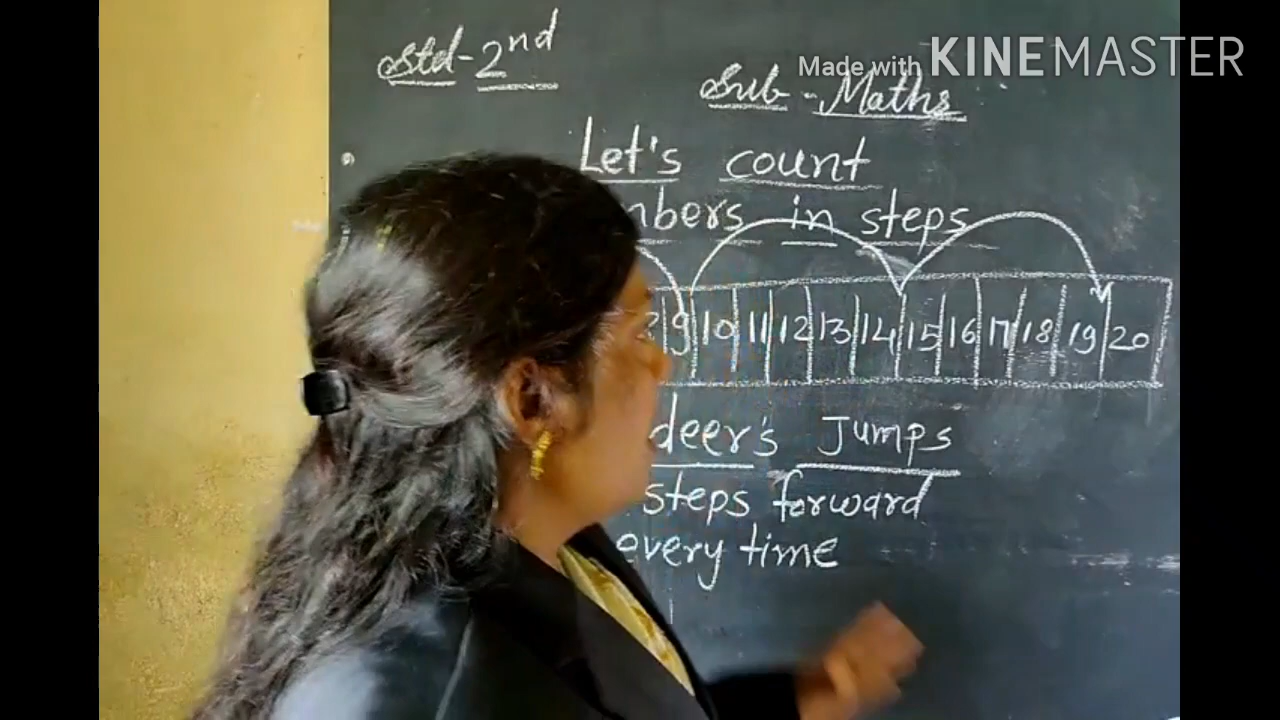 Std - 2nd
Made with KINEMASTER
Sub - Maths
Let's count
in steps
9 10 11 12 13 14 15 16 17 18 19 20
deer's Jumps
steps forward
every time